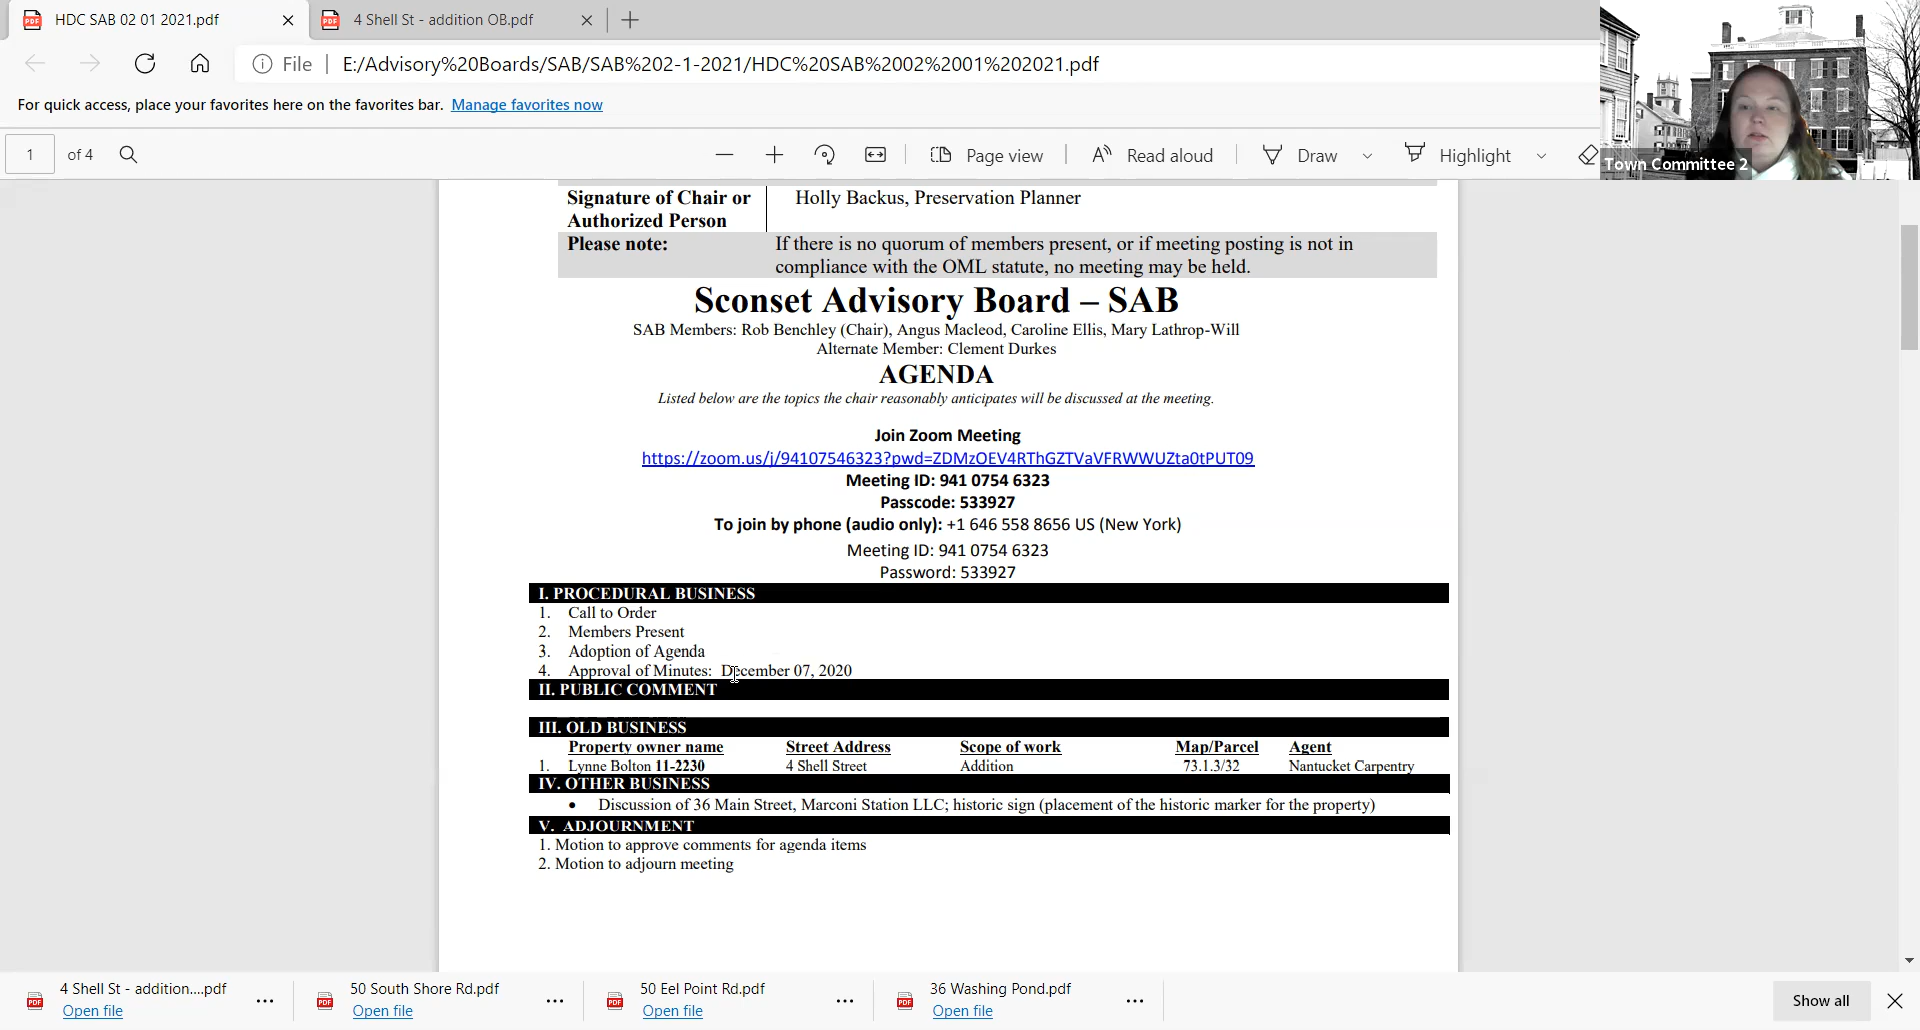 HDC SAB 02 01 2021.pdf
4 Shell St - addition OB.pdf
File
E:/Advisory%20Boards/SAB/SAB%202-1-2021/HDC%20SAB%2002%2001%202021.pdf
For quick access, place your favorites here on the favorites bar. Manage favorites now
1 of 4
Page view
Read aloud
Draw
Highlight
Town Committee 2
Signature of Chair or Authorized Person
Holly Backus, Preservation Planner
Please note:
If there is no quorum of members present, or if meeting posting is not in
compliance with the OML statute, no meeting may be held.
Sconset Advisory Board – SAB
SAB Members: Rob Benchley (Chair), Angus Macleod, Caroline Ellis, Mary Lathrop-Will
Alternate Member: Clement Durkes
AGENDA
Listed below are the topics the chair reasonably anticipates will be discussed at the meeting.
Join Zoom Meeting
https://zoom.us/j/94107546323?pwd=ZDMzOEV4RThGZTVaVFRWWUZta0tPUT09
Meeting ID: 941 0754 6323
Passcode: 533927
To join by phone (audio only): +1 646 558 8656 US (New York)
Meeting ID: 941 0754 6323
Password: 533927
I. PROCEDURAL BUSINESS
1. Call to Order
2. Members Present
3. Adoption of Agenda
4. Approval of Minutes: December 07, 2020
II. PUBLIC COMMENT
III. OLD BUSINESS
Property owner name Street Address Scope of work Map/Parcel Agent
1. Lynne Bolton 11-2230 4 Shell Street Addition 73.1.3/32 Nantucket Carpentry
IV. OTHER BUSINESS
• Discussion of 36 Main Street, Marconi Station LLC; historic sign (placement of the historic marker for the property)
V. ADJOURNMENT
1. Motion to approve comments for agenda items
2. Motion to adjourn meeting
4 Shell St - addition....pdf
Open file
50 South Shore Rd.pdf
Open file
50 Eel Point Rd.pdf
Open file
36 Washing Pond.pdf
Open file
Show all